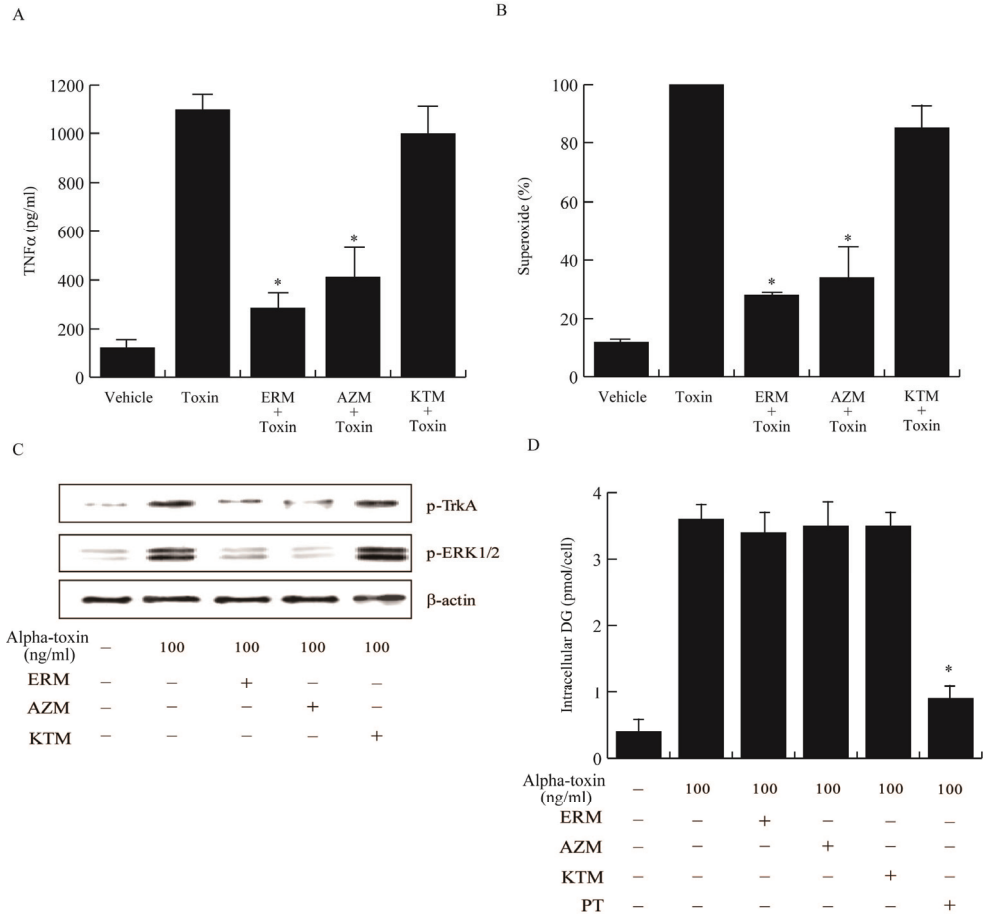 A
TNFα (pg/ml)
1200
1000
800
600
400
200
0
Vehicle
Toxin
ERM
+
Toxin
AZM
+
Toxin
KTM
+
Toxin
*
*
B
Superoxide (%)
100
80
60
40
20
0
Vehicle
Toxin
ERM
+
Toxin
AZM
+
Toxin
KTM
+
Toxin
*
*
C
p-TrkA
p-ERK1/2
β-actin
Alpha-toxin
(ng/ml)
– 100 100 100 100
ERM – – + – –
AZM – – – + –
KTM – – – – +
D
Intracellular DG (pmol/cell)
4
3
2
1
0
*
Alpha-toxin
(ng/ml)
– 100 100 100 100 100
ERM – – + – – –
AZM – – – + – –
KTM – – – – + –
PT – – – – – +